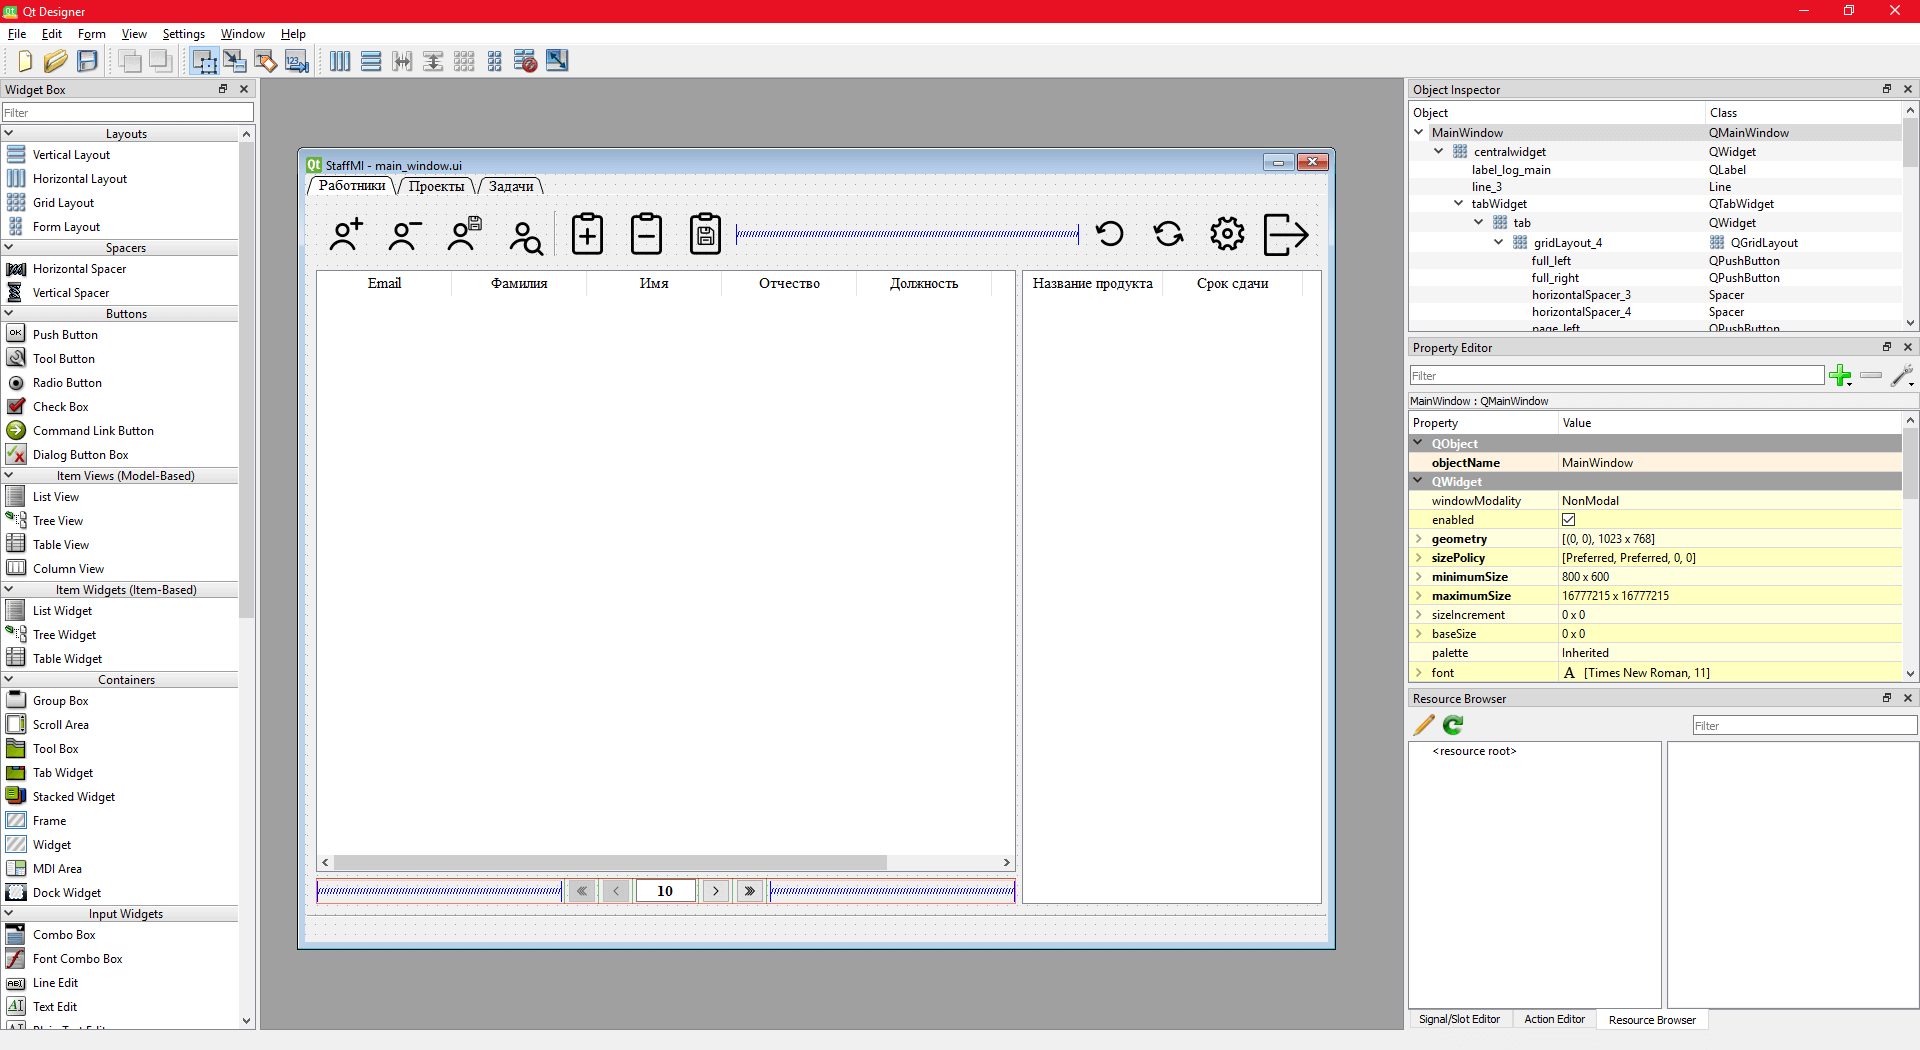 Qt Designer
File Edit Form View Settings Window Help
Widget Box
Filter
Layouts
Vertical Layout
Horizontal Layout
Grid Layout
Form Layout
Spacers
Horizontal Spacer
Vertical Spacer
Buttons
Push Button
Tool Button
Radio Button
Check Box
Command Link Button
Dialog Button Box
Item Views (Model-Based)
List View
Tree View
Table View
Column View
Item Widgets (Item-Based)
List Widget
Tree Widget
Table Widget
Containers
Group Box
Scroll Area
Tool Box
Tab Widget
Stacked Widget
Frame
Widget
MDI Area
Dock Widget
Input Widgets
Combo Box
Font Combo Box
Line Edit
Text Edit
StaffMI - main_window.ui
Работники Проекты Задачи
Email Фамилия Имя Отчество Должность
Название продукта Срок сдачи
10
Object Inspector
Object Class
MainWindow QMainWindow
centralwidget QWidget
label_log_main QLabel
line_3 Line
tabWidget QTabWidget
tab QWidget
gridLayout_4 QGridLayout
full_left QPushButton
full_right QPushButton
horizontalSpacer_3 Spacer
horizontalSpacer_4 Spacer
page_left QPushButton
Property Editor
Filter
MainWindow : QMainWindow
Property Value
QObject
objectName MainWindow
QWidget
windowModality NonModal
enabled
geometry [(0, 0), 1023 x 768]
sizePolicy [Preferred, Preferred, 0, 0]
minimumSize 800 x 600
maximumSize 16777215 x 16777215
sizeIncrement 0 x 0
baseSize 0 x 0
palette Inherited
font A [Times New Roman, 11]
Resource Browser
Filter
<resource root>
Signal/Slot Editor Action Editor Resource Browser